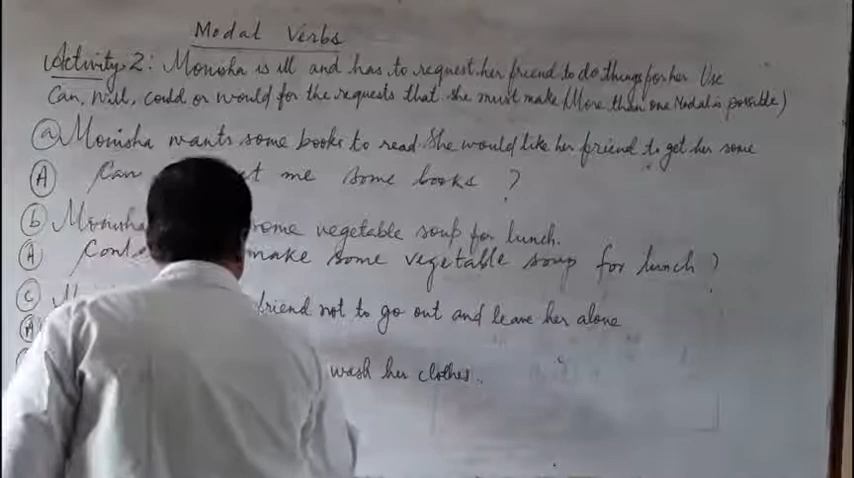 Modal Verbs
Activity 2: Monisha is ill and has to request her friend to do things for her Use
Can, Will, could or would for the requests that she must make (More than one Modal is possible)
(a) Monisha wants some books to read. She would like her friend to get her some
(A) Can me some books ?
(b) Monisha some vegetable soup for lunch.
(A) make some vegetable soup for lunch ?
(c) friend not to go out and leave her alone
(A)
wash her clothes.